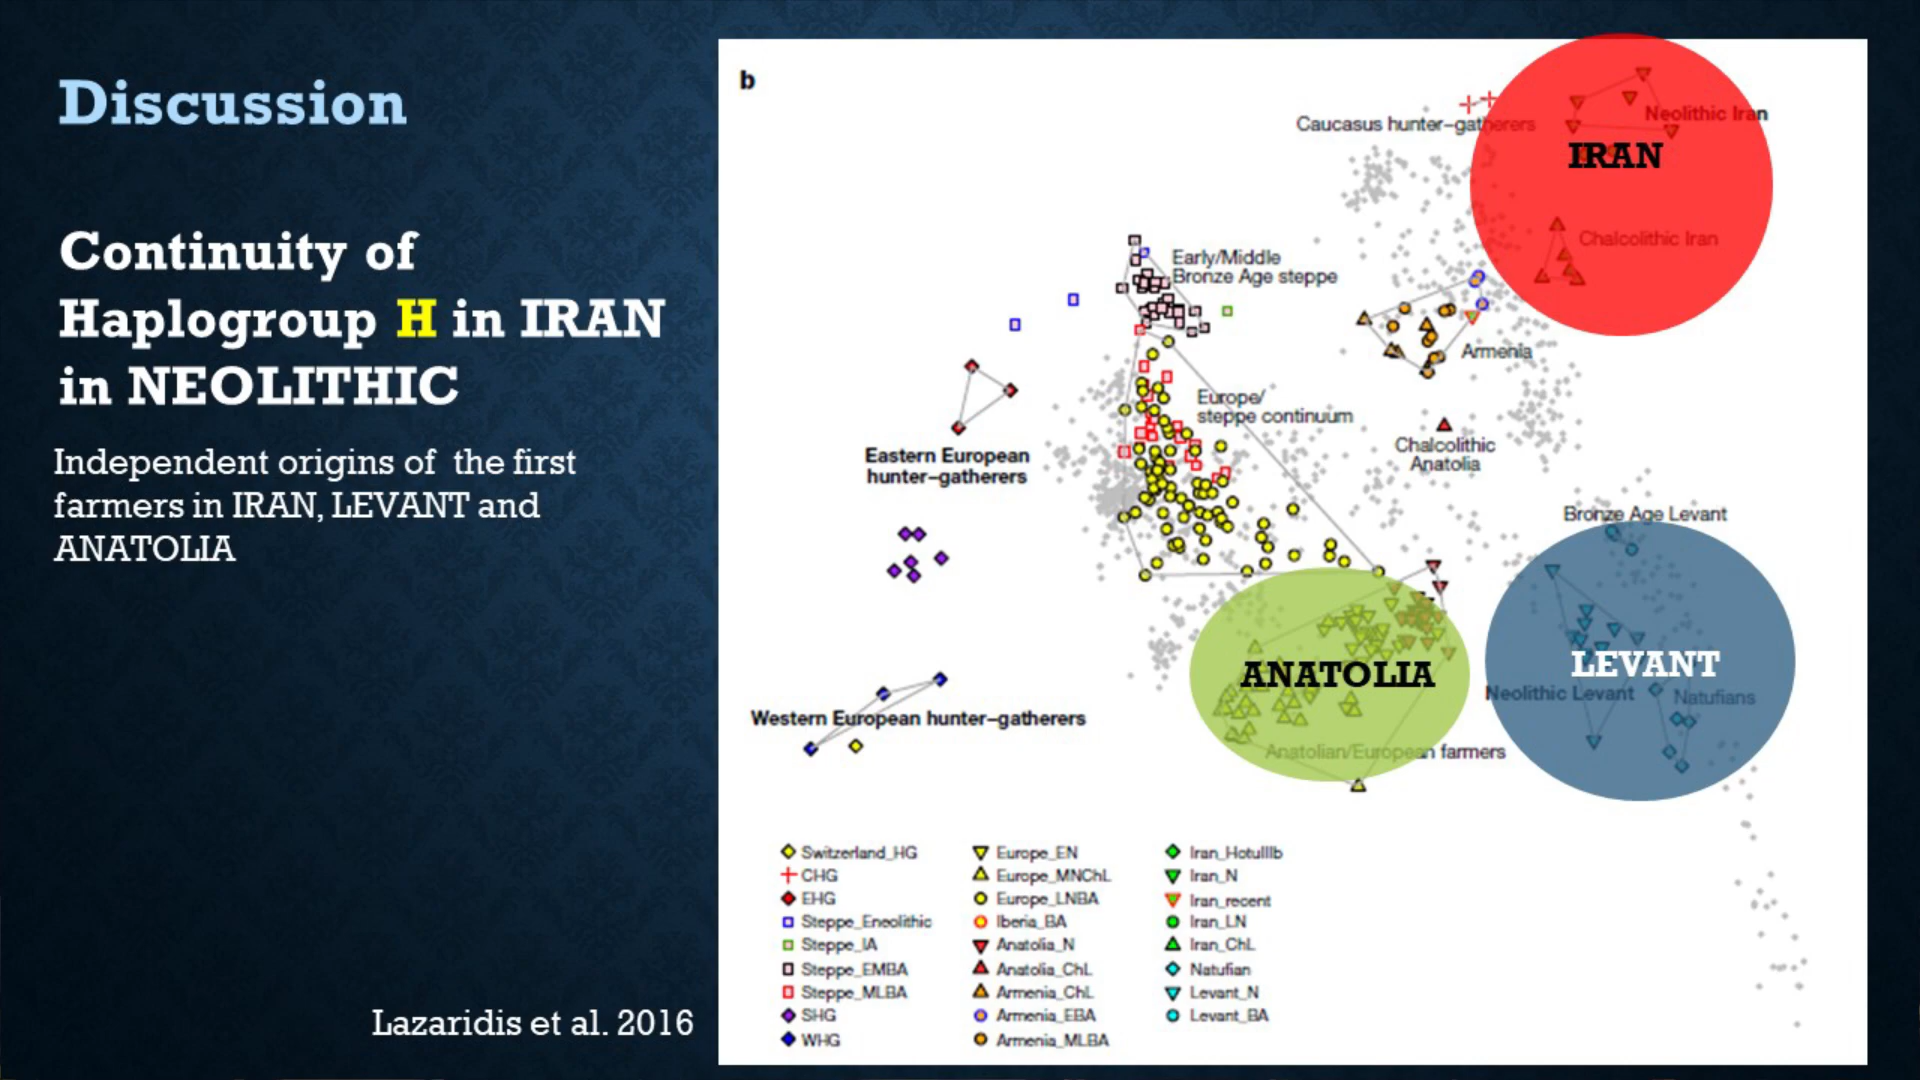 Discussion
Continuity of
Haplogroup H in IRAN
in NEOLITHIC
Independent origins of the first
farmers in IRAN, LEVANT and
ANATOLIA
Lazaridis et al. 2016
b
Caucasus hunter-gatherers
Neolithic Iran
IRAN
Chalcolithic Iran
Early/Middle
Bronze Age steppe
Armenia
Europe/
steppe continuum
Chalcolithic
Anatolia
Eastern European
hunter-gatherers
Bronze Age Levant
ANATOLIA
LEVANT
Neolithic Levant
Natufians
Western European hunter-gatherers
Anatolian/European farmers
Switzerland_HG
CHG
EHG
Steppe_Eneolithic
Steppe_IA
Steppe_EMBA
Steppe_MLBA
SHG
WHG
Europe_EN
Europe_MNChL
Europe_LNBA
Iberia_BA
Anatolia_N
Anatolia_ChL
Armenia_ChL
Armenia_EBA
Armenia_MLBA
Iran_HotuIIIb
Iran_N
Iran_recent
Iran_LN
Iran_ChL
Natufian
Levant_N
Levant_BA